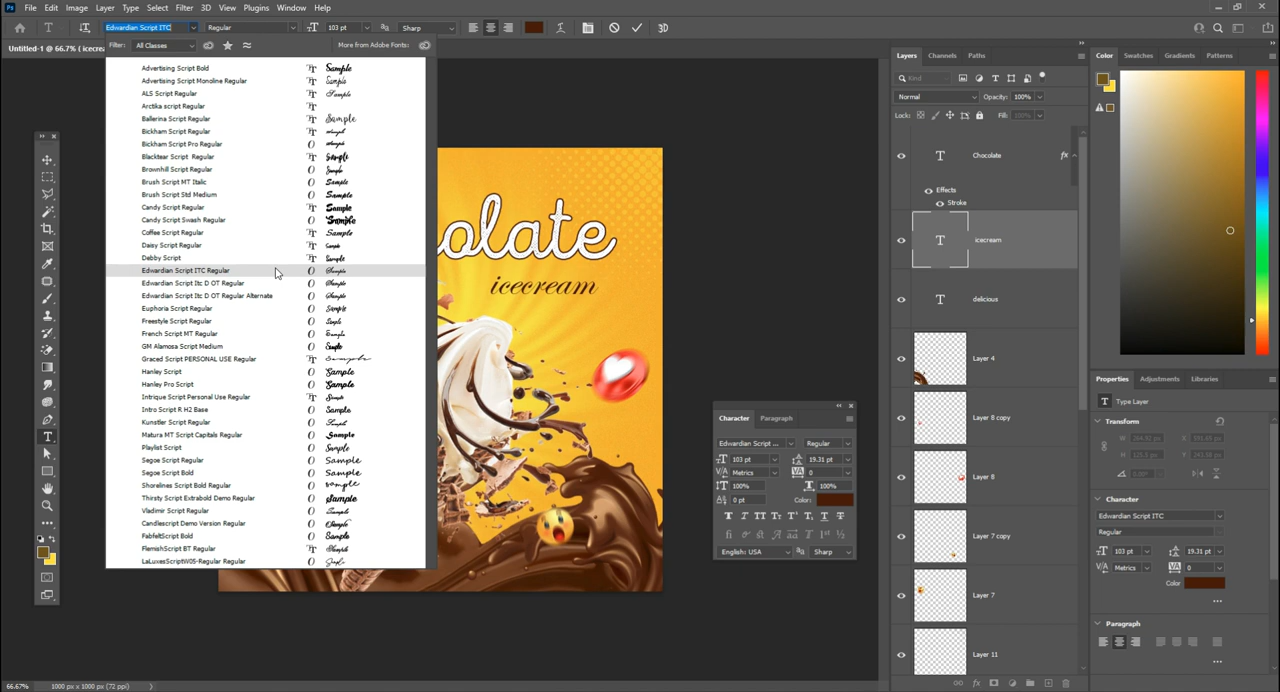 Ps File Edit Image Layer Type Select Filter 3D View Plugins Window Help
Edwardian Script ITC Regular 103 pt Sharp 3D
Untitled-1 @ 66.7% ( icecrea
Filter: All Classes More from Adobe Fonts:
Advertising Script Bold Sample
Advertising Script Monoline Regular Sample
ALS Script Regular Sample
Arctika script Regular
Ballerina Script Regular Sample
Bickham Script Regular Sample
Bickham Script Pro Regular Sample
Blacktear Script Regular Sample
Brownhill Script Regular Sample
Brush Script MT Italic Sample
Brush Script Std Medium Sample
Candy Script Regular Sample
Candy Script Swash Regular Sample
Coffee Script Regular Sample
Daisy Script Regular Sample
Debby Script Sample
Edwardian Script ITC Regular Sample
Edwardian Script Itc D OT Regular Sample
Edwardian Script Itc D OT Regular Alternate Sample
Euphoria Script Regular Sample
Freestyle Script Regular Sample
French Script MT Regular Sample
GM Alamosa Script Medium Sample
Graced Script PERSONAL USE Regular Sample
Hanley Script Sample
Hanley Pro Script Sample
Intrique Script Personal Use Regular Sample
Intro Script R H2 Base Sample
Kunstler Script Regular Sample
Matura MT Script Capitals Regular Sample
Playlist Script Sample
Segoe Script Regular Sample
Segoe Script Bold Sample
Shorelines Script Bold Regular Sample
Thirsty Script Extrabold Demo Regular Sample
Vladimir Script Regular Sample
Candlescript Demo Version Regular Sample
FabfeltScript Bold Sample
FlemishScript BT Regular Sample
LaLuxesScriptW05-Regular Regular Sample
olate
icecream
Character Paragraph
Edwardian Script ... Regular
103 pt 19.31 pt
Metrics 0
100% 100%
0 pt Color:
English: USA Sharp
Layers Channels Paths
Kind
Normal Opacity: 100%
Lock: Fill: 100%
Chocolate fx
Effects
Stroke
icecream
delicious
Layer 4
Layer 8 copy
Layer 8
Layer 7 copy
Layer 7
Layer 11
Color Swatches Gradients Patterns
Properties Adjustments Libraries
Type Layer
Transform
Character
Edwardian Script ITC
Regular
103 pt 19.31 pt
Metrics 0
Color
Paragraph
66.67% 1000 px x 1000 px (72 ppi)